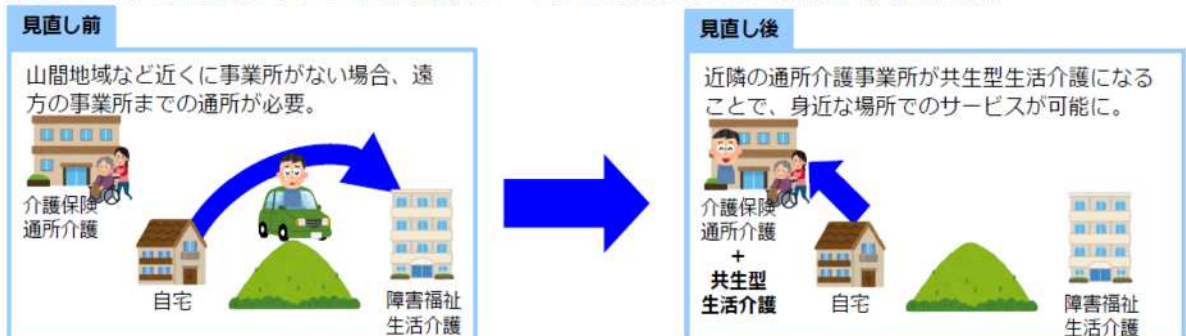 見直し前
山間地域など近くに事業所がない場合、遠
方の事業所までの通所が必要。
介護保険
通所介護
自宅
障害福祉
生活介護
見直し後
近隣の通所介護事業所が共生型生活介護になる
ことで、身近な場所でのサービスが可能に。
介護保険
通所介護
+
共生型
生活介護
自宅
障害福祉
生活介護